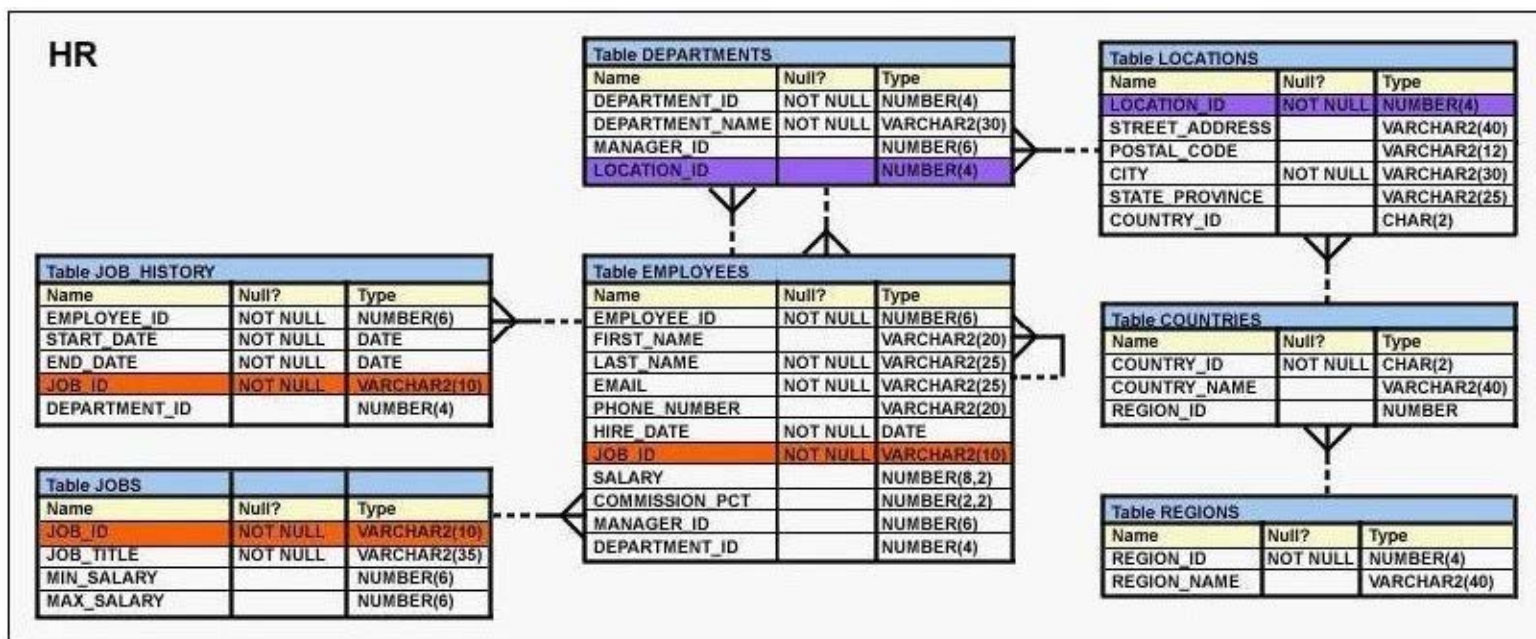 HR
Table DEPARTMENTS
Name Null? Type
DEPARTMENT_ID NOT NULL NUMBER(4)
DEPARTMENT_NAME NOT NULL VARCHAR2(30)
MANAGER_ID NUMBER(6)
LOCATION_ID NUMBER(4)
Table LOCATIONS
Name Null? Type
LOCATION_ID NOT NULL NUMBER(4)
STREET_ADDRESS VARCHAR2(40)
POSTAL_CODE VARCHAR2(12)
CITY NOT NULL VARCHAR2(30)
STATE_PROVINCE VARCHAR2(25)
COUNTRY_ID CHAR(2)
Table JOB_HISTORY
Name Null? Type
EMPLOYEE_ID NOT NULL NUMBER(6)
START_DATE NOT NULL DATE
END_DATE NOT NULL DATE
JOB_ID NOT NULL VARCHAR2(10)
DEPARTMENT_ID NUMBER(4)
Table EMPLOYEES
Name Null? Type
EMPLOYEE_ID NOT NULL NUMBER(6)
FIRST_NAME VARCHAR2(20)
LAST_NAME NOT NULL VARCHAR2(25)
EMAIL NOT NULL VARCHAR2(25)
PHONE_NUMBER VARCHAR2(20)
HIRE_DATE NOT NULL DATE
JOB_ID NOT NULL VARCHAR2(10)
SALARY NUMBER(8,2)
COMMISSION_PCT NUMBER(2,2)
MANAGER_ID NUMBER(6)
DEPARTMENT_ID NUMBER(4)
Table COUNTRIES
Name Null? Type
COUNTRY_ID NOT NULL CHAR(2)
COUNTRY_NAME VARCHAR2(40)
REGION_ID NUMBER
Table JOBS
Name Null? Type
JOB_ID NOT NULL VARCHAR2(10)
JOB_TITLE NOT NULL VARCHAR2(35)
MIN_SALARY NUMBER(6)
MAX_SALARY NUMBER(6)
Table REGIONS
Name Null? Type
REGION_ID NOT NULL NUMBER(4)
REGION_NAME VARCHAR2(40)